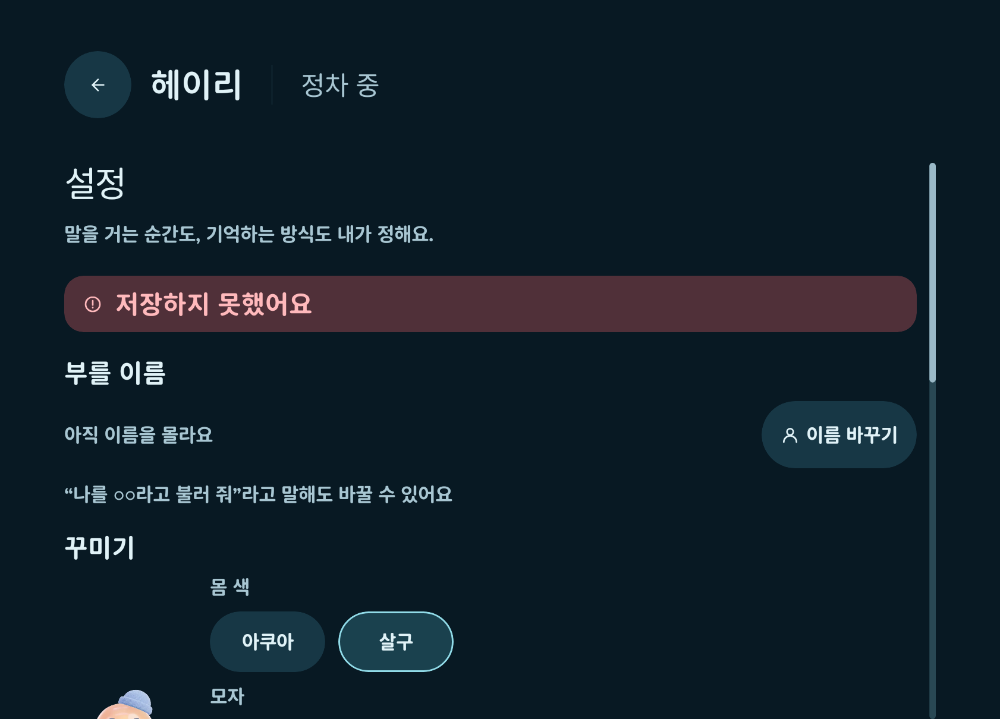 헤이리
정차 중
설정
말을 거는 순간도, 기억하는 방식도 내가 정해요.
저장하지 못했어요
부를 이름
아직 이름을 몰라요
이름 바꾸기
“나를 ○○라고 불러 줘”라고 말해도 바꿀 수 있어요
꾸미기
몸 색
아쿠아
살구
모자